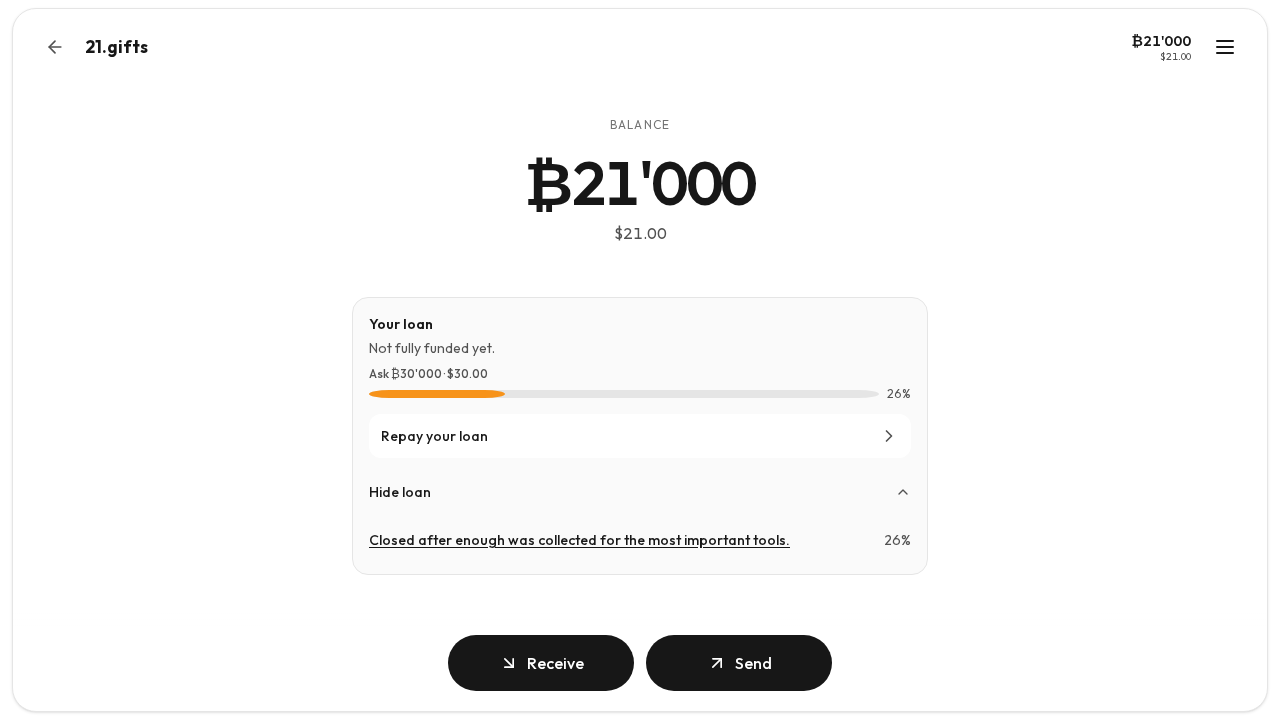 21.gifts
₿21'000
$21.00
BALANCE
₿21'000
$21.00
Your loan
Not fully funded yet.
Ask ₿30'000 · $30.00
26%
Repay your loan
Hide loan
Closed after enough was collected for the most important tools.
26%
Receive
Send